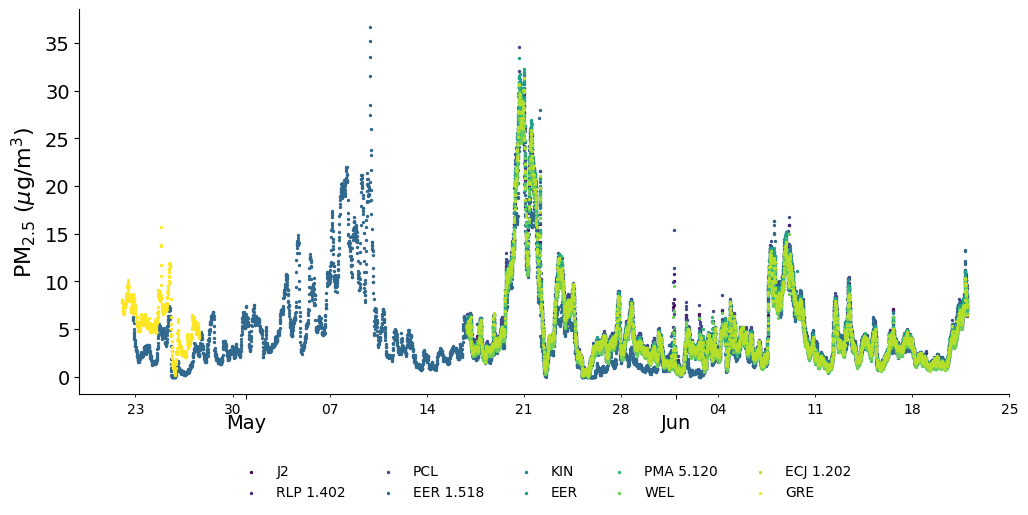 PM2.5 (μg/m³)
35
30
25
20
15
10
5
0
23 30 07 14 21 28 04 11 18 25
May Jun
J2 PCL KIN PMA 5.120 ECJ 1.202
RLP 1.402 EER 1.518 EER WEL GRE